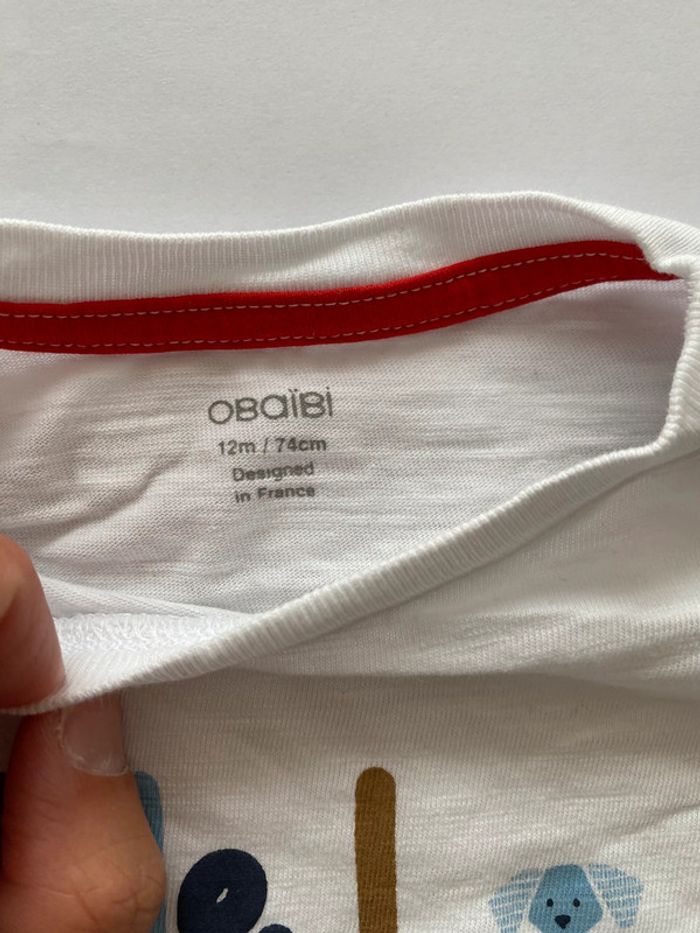 OBAÏBI
12m / 74cm
Designed
in France